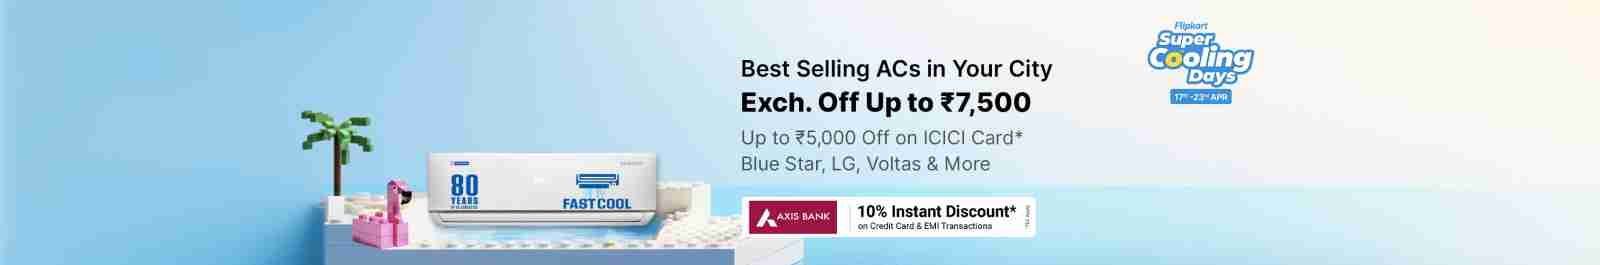 Flipkart
Super
Cooling
Days
17TH -23RD APR
Best Selling ACs in Your City
Exch. Off Up to ₹7,500
Up to ₹5,000 Off on ICICI Card*
Blue Star, LG, Voltas & More
80
YEARS
FAST COOL
AXIS BANK
10% Instant Discount*
on Credit Card & EMI Transactions